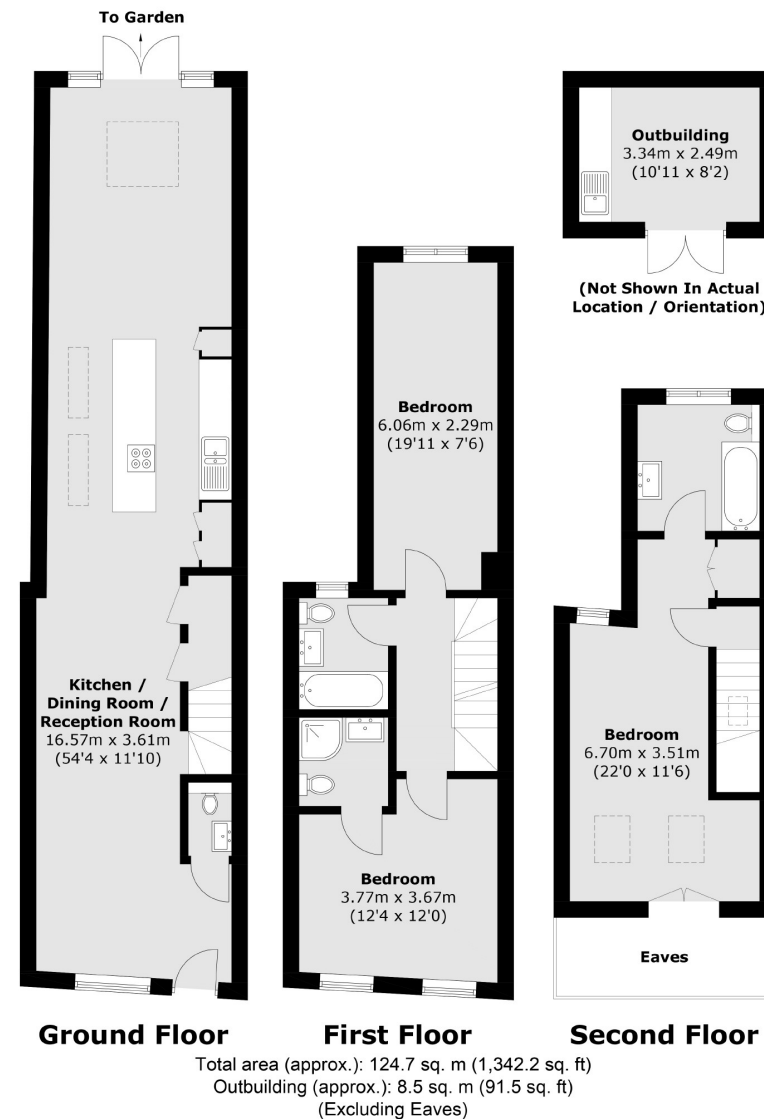 To Garden
Outbuilding
3.34m x 2.49m
(10'11 x 8'2)
(Not Shown In Actual
Location / Orientation)
Bedroom
6.06m x 2.29m
(19'11 x 7'6)
Kitchen /
Dining Room /
Reception Room
16.57m x 3.61m
(54'4 x 11'10)
Bedroom
3.77m x 3.67m
(12'4 x 12'0)
Bedroom
6.70m x 3.51m
(22'0 x 11'6)
Eaves
Ground Floor
First Floor
Second Floor
Total area (approx.): 124.7 sq. m (1,342.2 sq. ft)
Outbuilding (approx.): 8.5 sq. m (91.5 sq. ft)
(Excluding Eaves)